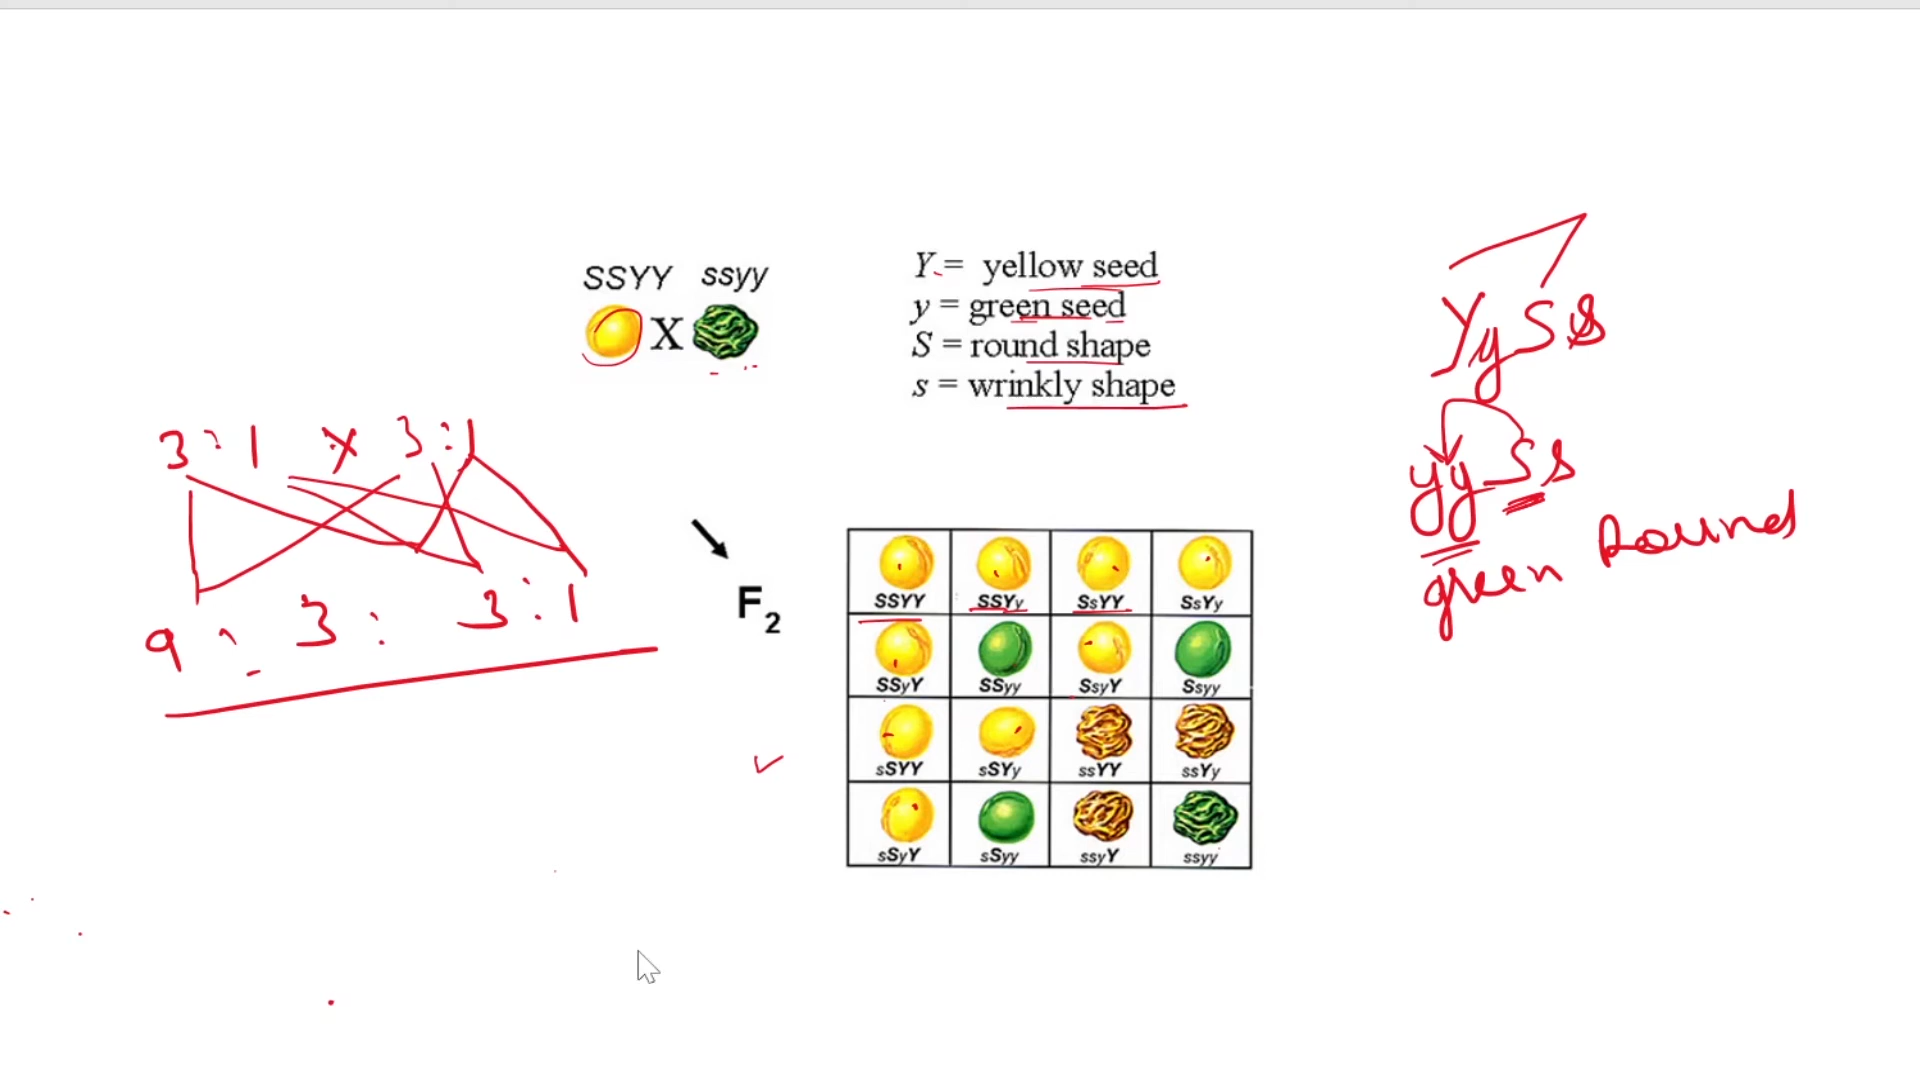 SSYY ssyy
X
Y = yellow seed
y = green seed
S = round shape
s = wrinkly shape
3:1 x 3:1
9 : 3 : 3:1
F2
SSYY SSYy SsYY SsYy
SSyY SSyy SsyY Ssyy
sSYY sSYy ssYY ssYy
sSyY sSyy ssyY ssyy
YySs
yySs
green Round